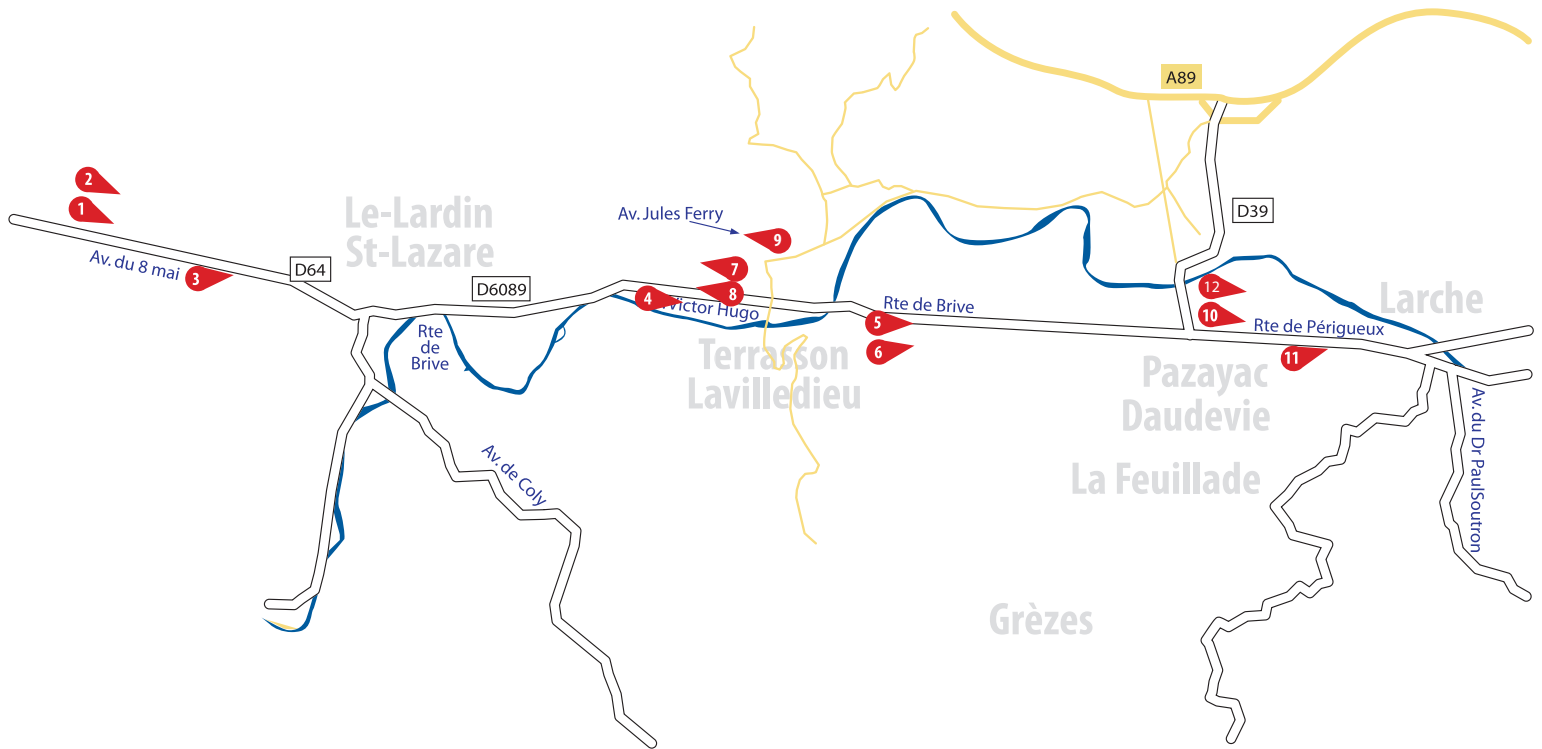 A89
2
1
Le-Lardin
St-Lazare
Av. Jules Ferry
D39
9
Av. du 8 mai
3
D64
7
D6089
4
8
Victor Hugo
Rte de Brive
12
10
Larche
5
Rte de Périgueux
Rte
de
Brive
6
11
Terrasson
Lavilledieu
Pazayac
Daudevie
Av. du Dr PaulSoutron
Av. de Coly
La Feuillade
Grèzes